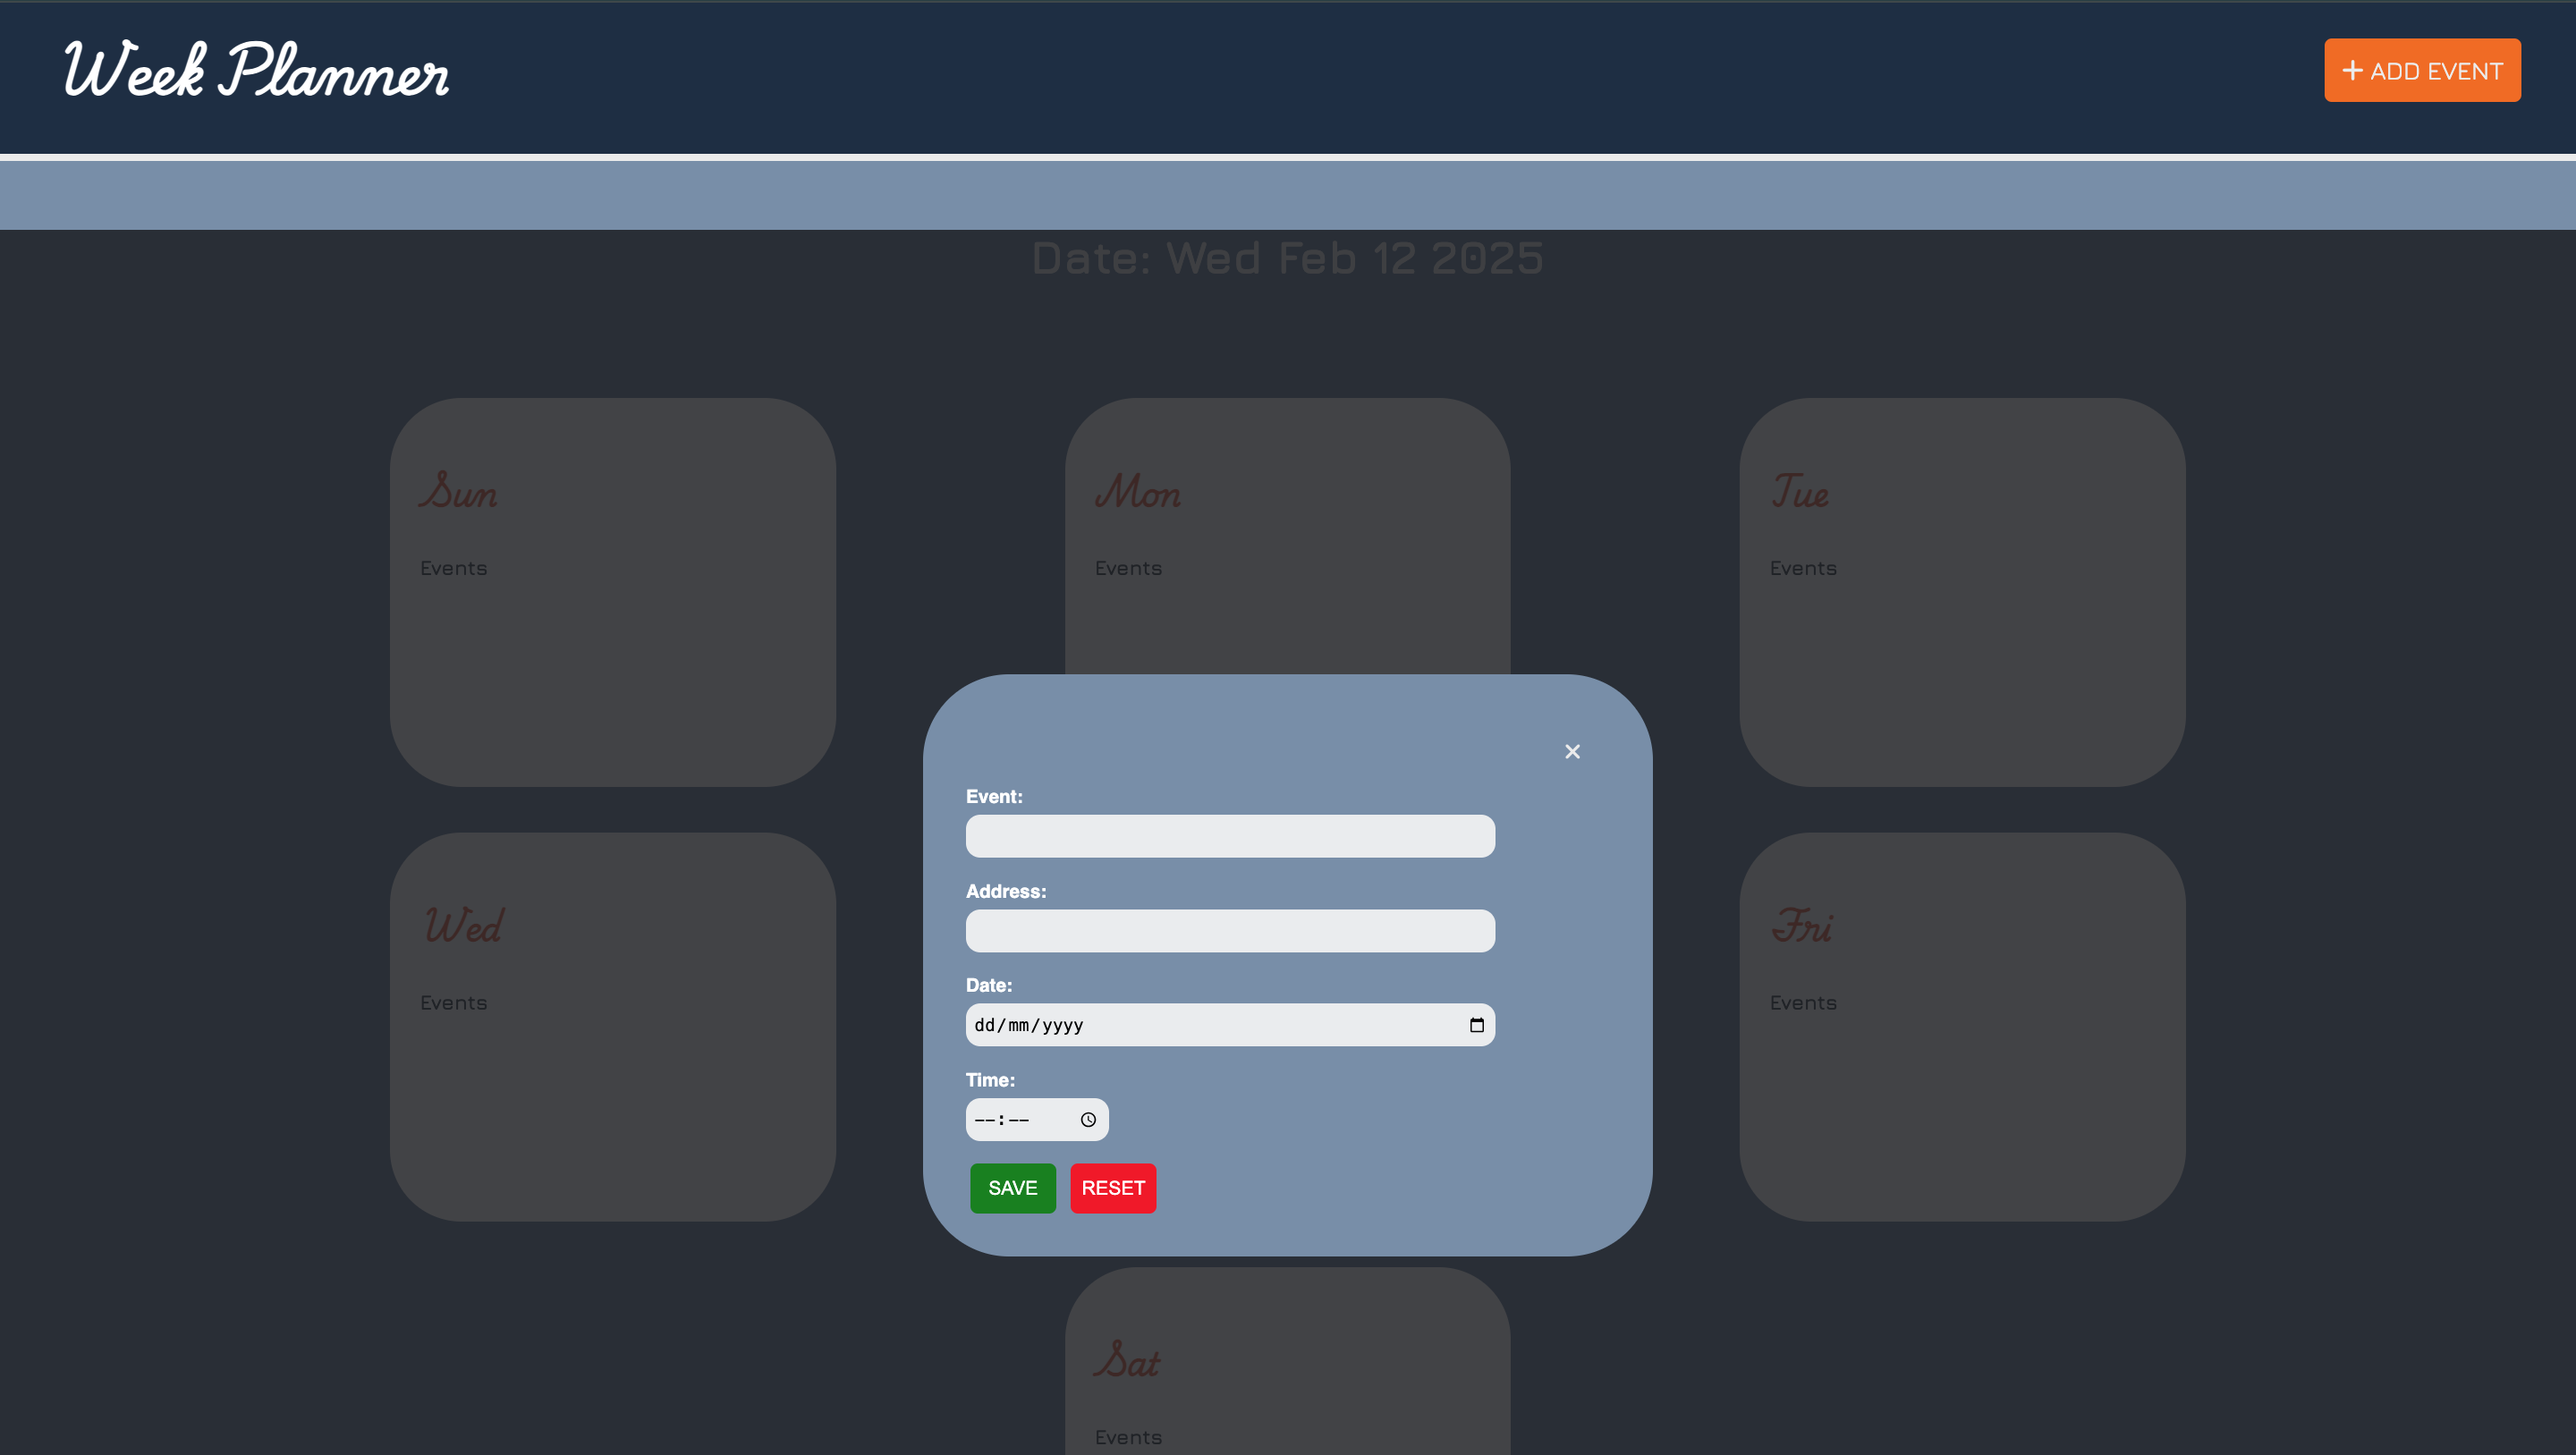 Week Planner
+ ADD EVENT
Date: Wed Feb 12 2025
Sun
Events
Mon
Events
Tue
Events
×
Event:
Address:
Date:
dd/mm/yyyy
Time:
--:--
SAVE
RESET
Wed
Events
Fri
Events
Sat
Events